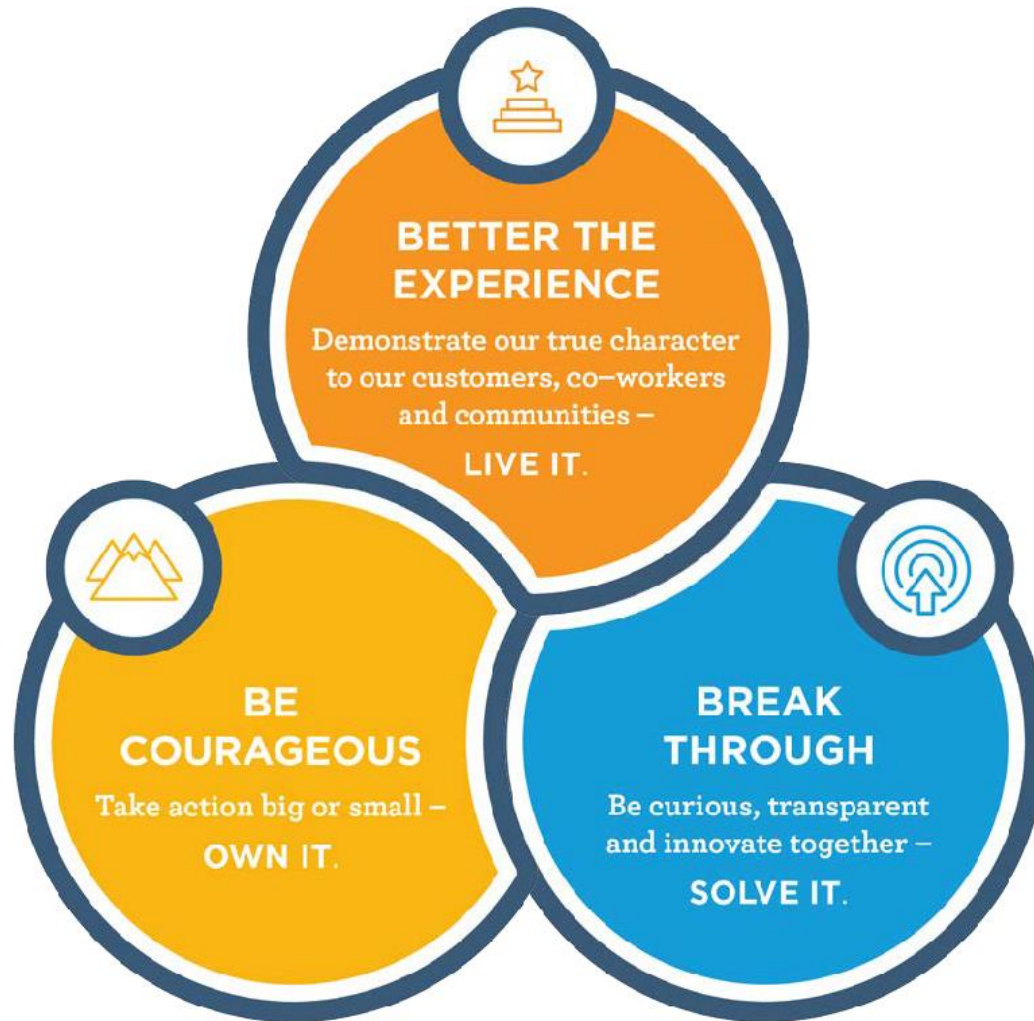 BETTER THE
EXPERIENCE
Demonstrate our true character
to our customers, co–workers
and communities –
LIVE IT.
BE
COURAGEOUS
Take action big or small –
OWN IT.
BREAK
THROUGH
Be curious, transparent
and innovate together –
SOLVE IT.